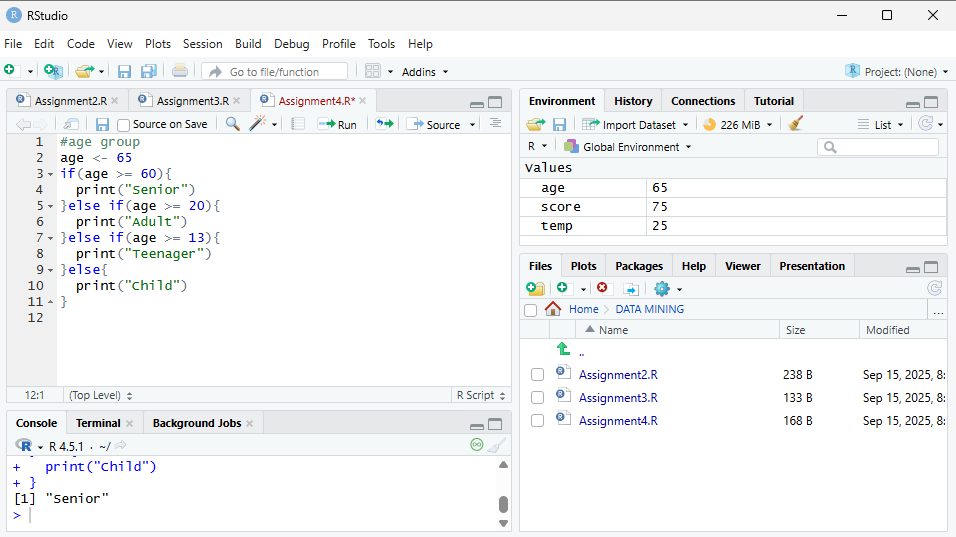 RStudio
File Edit Code View Plots Session Build Debug Profile Tools Help
Go to file/function Addins Project: (None)
Assignment2.R Assignment3.R Assignment4.R*
Source on Save Run Source
1 #age group
2 age <- 65
3 if(age >= 60){
4 print("Senior")
5 }else if(age >= 20){
6 print("Adult")
7 }else if(age >= 13){
8 print("Teenager")
9 }else{
10 print("Child")
11 }
12
12:1 (Top Level) R Script
Console Terminal Background Jobs
R 4.5.1 · ~/
+ print("Child")
+ }
[1] "Senior"
>
Environment History Connections Tutorial
Import Dataset 226 MiB List
R Global Environment
Values
age 65
score 75
temp 25
Files Plots Packages Help Viewer Presentation
Home DATA MINING ...
Name Size Modified
..
Assignment2.R 238 B Sep 15, 2025, 8:
Assignment3.R 133 B Sep 15, 2025, 8:
Assignment4.R 168 B Sep 15, 2025, 8: